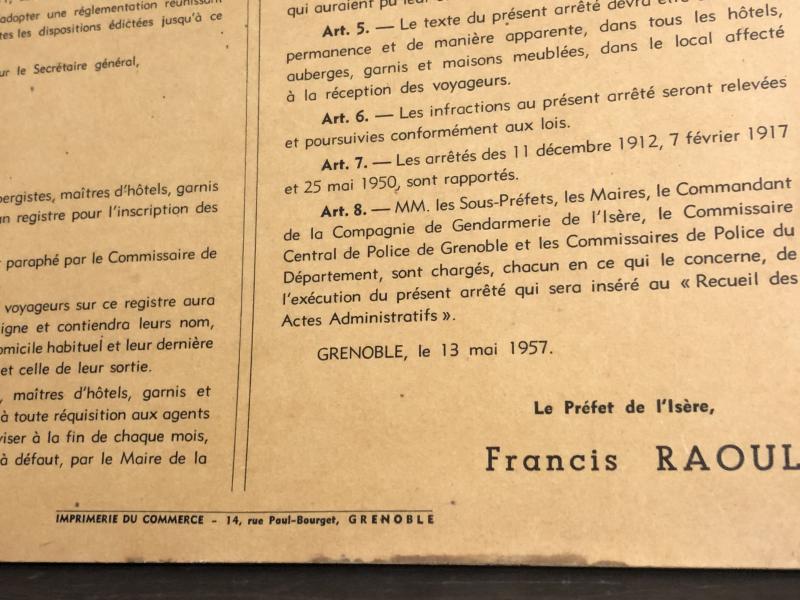 adopter une réglementation réunissant
tes les dispositions édictées jusqu'à ce
ur le Secrétaire général,
bergistes, maîtres d'hôtels, garnis
un registre pour l'inscription des
paraphé par le Commissaire de
voyageurs sur ce registre aura
igne et contiendra leurs nom,
omicile habituel et leur dernière
et celle de leur sortie.
, maîtres d'hôtels, garnis et
à toute réquisition aux agents
viser à la fin de chaque mois,
à défaut, par le Maire de la
qui auraient pu leur
Art. 5. — Le texte du présent arrêté devra être
permanence et de manière apparente, dans tous les hôtels,
auberges, garnis et maisons meublées, dans le local affecté
à la réception des voyageurs.
Art. 6. — Les infractions au présent arrêté seront relevées
et poursuivies conformément aux lois.
Art. 7. — Les arrêtés des 11 décembre 1912, 7 février 1917
et 25 mai 1950, sont rapportés.
Art. 8. — MM. les Sous-Préfets, les Maires, le Commandant
de la Compagnie de Gendarmerie de l'Isère, le Commissaire
Central de Police de Grenoble et les Commissaires de Police du
Département, sont chargés, chacun en ce qui le concerne, de
l'exécution du présent arrêté qui sera inséré au « Recueil des
Actes Administratifs ».
GRENOBLE, le 13 mai 1957.
Le Préfet de l'Isère,
Francis RAOUL
IMPRIMERIE DU COMMERCE - 14, rue Paul-Bourget, GRENOBLE